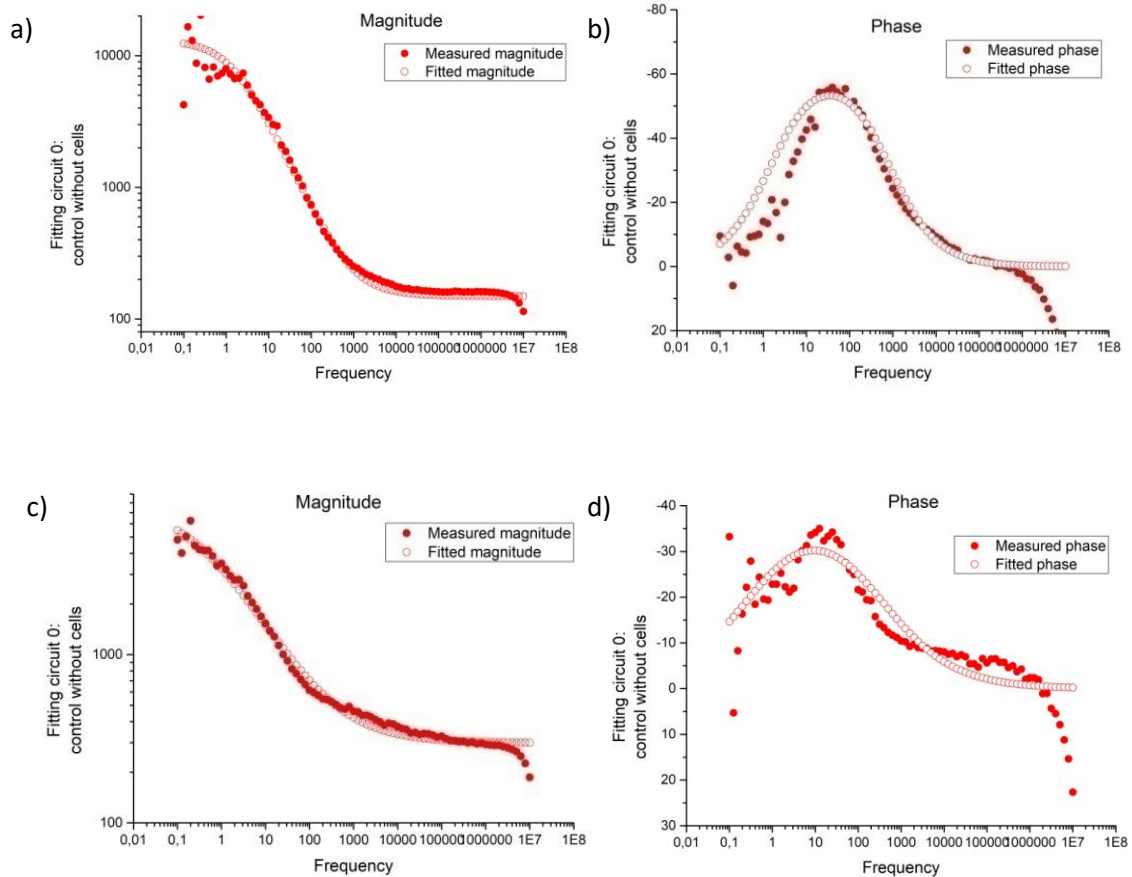 a)
Magnitude
Measured magnitude
Fitted magnitude
Fitting circuit 0:
control without cells
10000
1000
100
0,01 0,1 1 10 100 1000 10000 100000 1000000 1E7 1E8
Frequency
b)
Phase
Measured phase
Fitted phase
Fitting circuit 0:
control without cells
-80
-60
-40
-20
0
20
0,01 0,1 1 10 100 1000 10000 100000 1000000 1E7 1E8
Frequency
c)
Magnitude
Measured magnitude
Fitted magnitude
Fitting circuit 0:
control without cells
1000
100
0,01 0,1 1 10 100 1000 10000 100000 1000000 1E7 1E8
Frequency
d)
Phase
Measured phase
Fitted phase
Fitting circuit 0:
control without cells
-40
-30
-20
-10
0
10
20
30
0,01 0,1 1 10 100 1000 10000 100000 1000000 1E7 1E8
Frequency